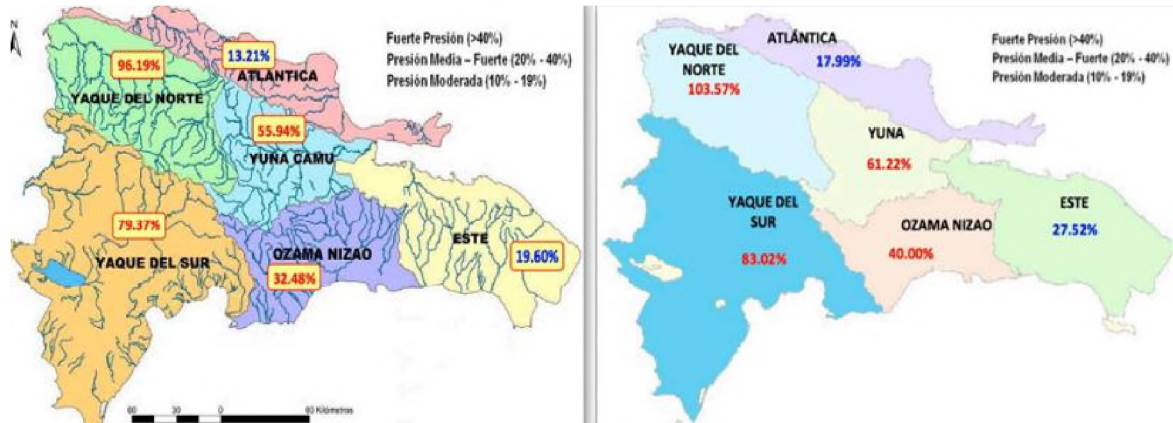 N
13.21%
ATLANTICA
96.19%
YAQUE DEL NORTE
55.94%
YUNA CAMU
79.37%
YAQUE DEL SUR
OZAMA NIZAO
32.48%
ESTE
19.60%
Fuerte Presión (>40%)
Presión Media – Fuerte (20% - 40%)
Presión Moderada (10% - 19%)
60 30 0 60 Kilómetros
ATLÁNTICA
17.99%
YAQUE DEL
NORTE
103.57%
YUNA
61.22%
YAQUE DEL
SUR
83.02%
OZAMA NIZAO
40.00%
ESTE
27.52%
Fuerte Presión (>40%)
Presión Media – Fuerte (20% - 40%)
Presión Moderada (10% - 19%)